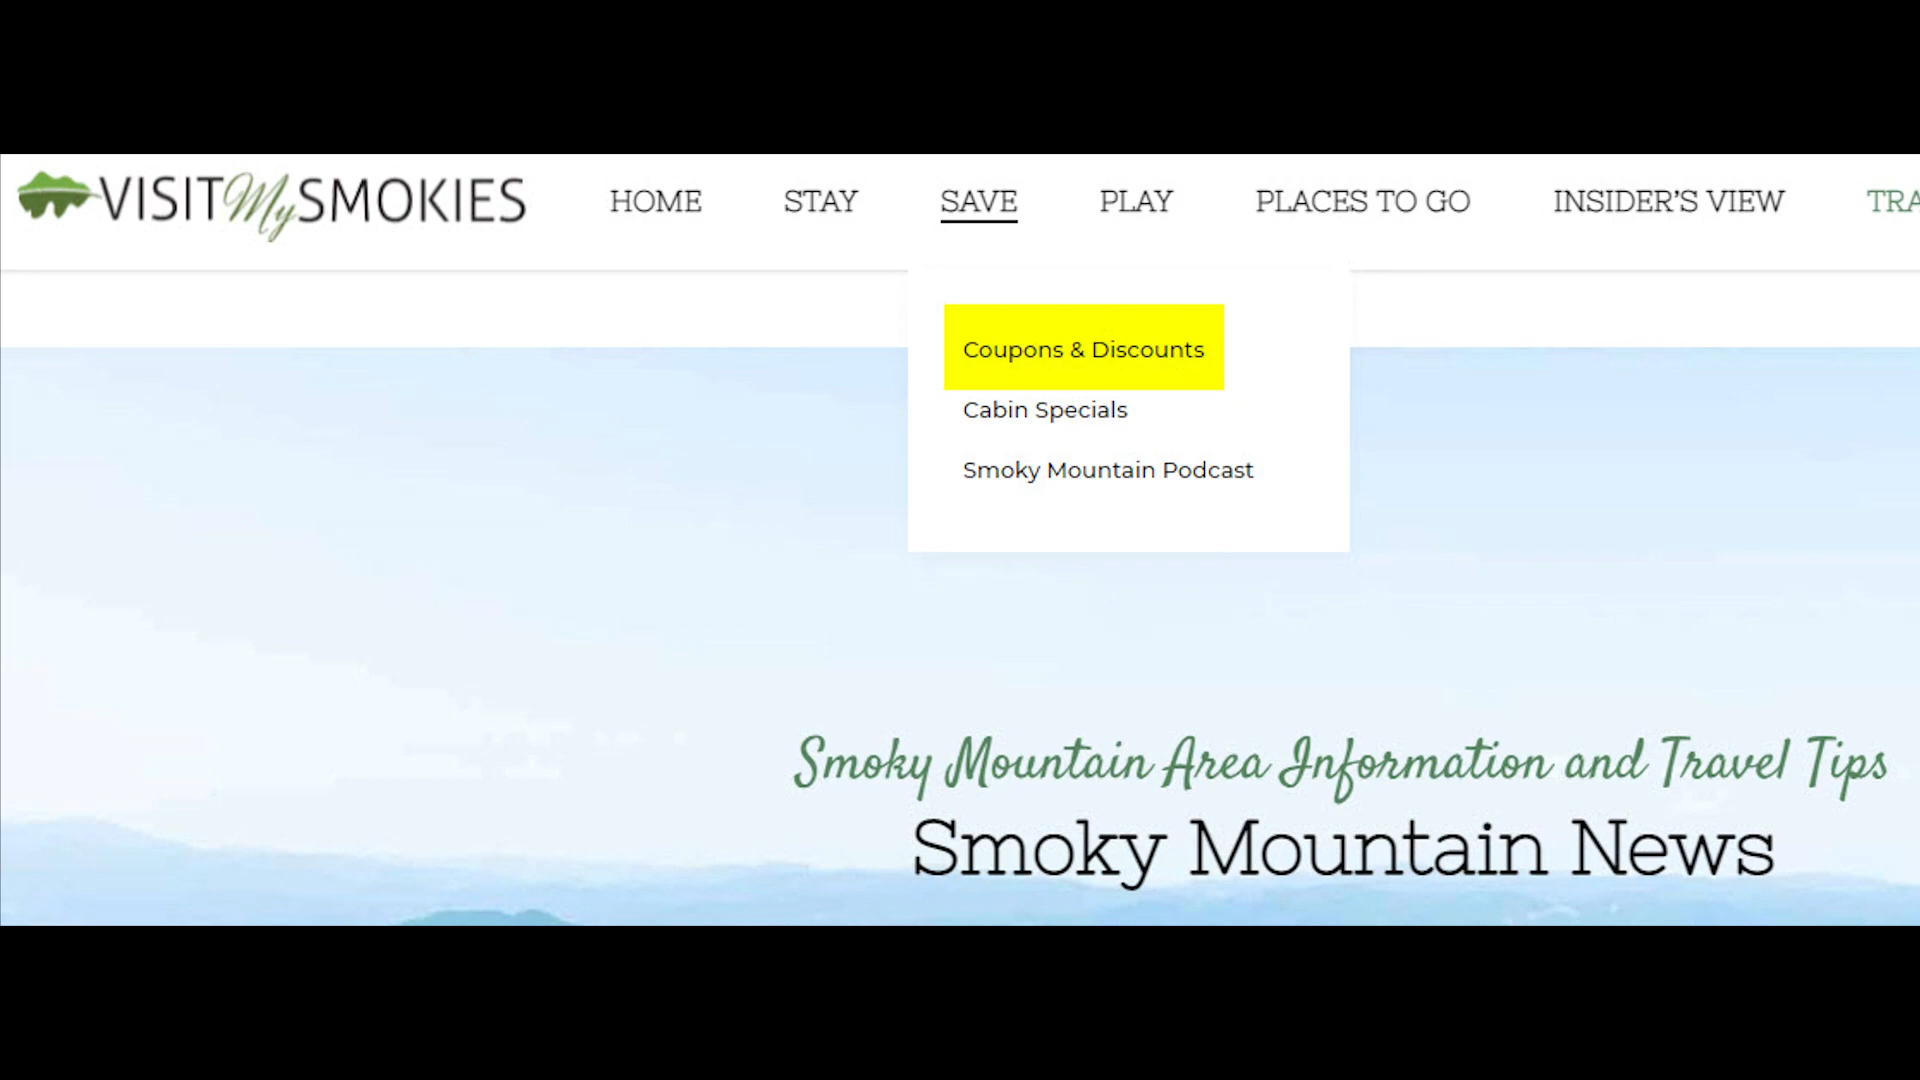 VISIT My SMOKIES HOME STAY SAVE PLAY PLACES TO GO INSIDER'S VIEW TRA
Coupons & Discounts
Cabin Specials
Smoky Mountain Podcast
Smoky Mountain Area Information and Travel Tips
Smoky Mountain News